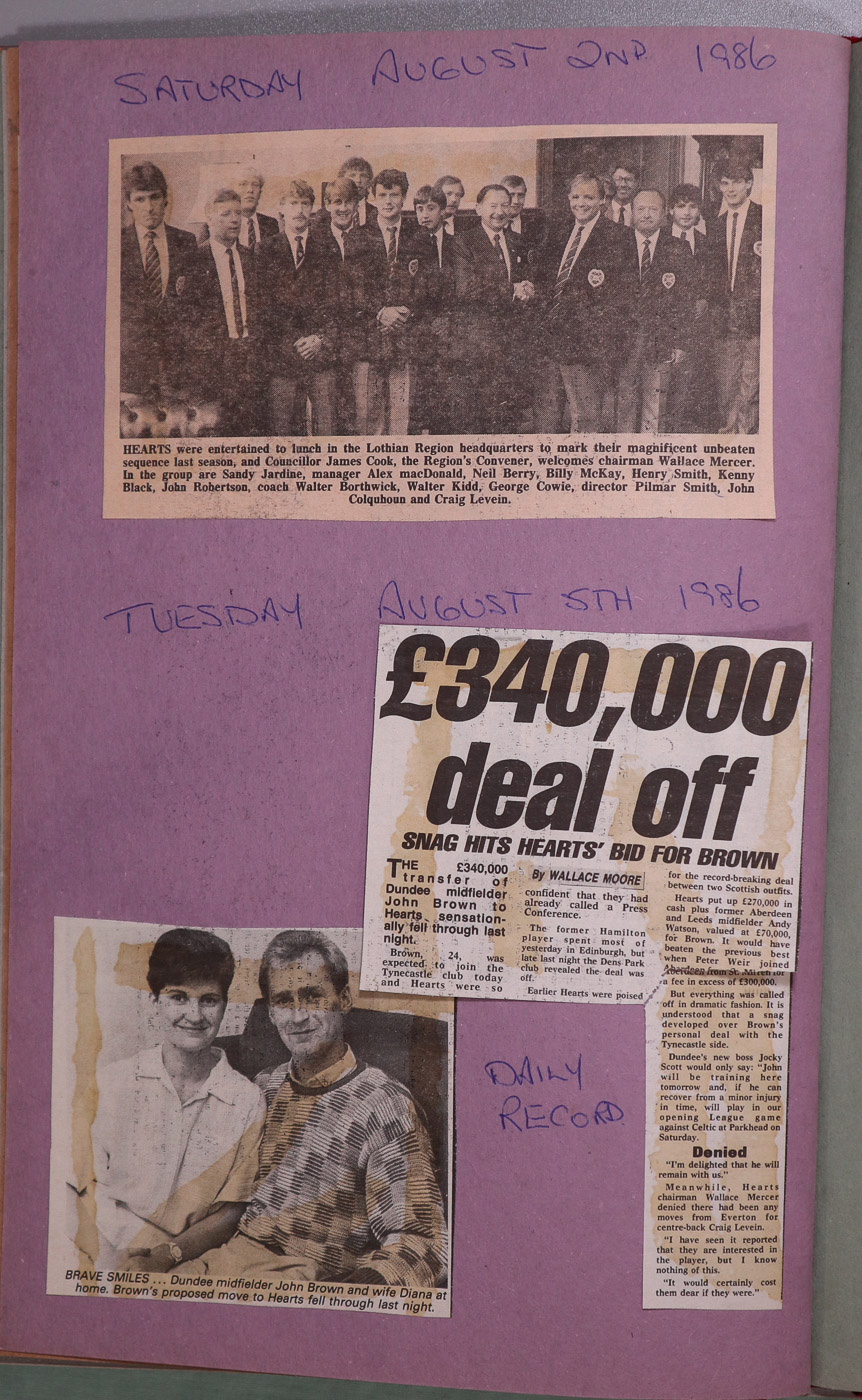 SATURDAY AUGUST 2ND 1986
HEARTS were entertained to lunch in the Lothian Region headquarters to mark their magnificent unbeaten
sequence last season, and Councillor James Cook, the Region's Convener, welcomes chairman Wallace Mercer.
In the group are Sandy Jardine, manager Alex macDonald, Neil Berry, Billy McKay, Henry Smith, Kenny
Black, John Robertson, coach Walter Borthwick, Walter Kidd, George Cowie, director Pilmar Smith, John
Colquhoun and Craig Levein.
TUESDAY AUGUST 5TH 1986
£340,000
deal off
SNAG HITS HEARTS' BID FOR BROWN
THE £340,000
transfer of
Dundee midfielder
John Brown to
Hearts sensation-
ally fell through last
night.
Brown, 24, was
expected to join the
Tynecastle club today
and Hearts were so
By WALLACE MOORE
confident that they had
already called a Press
Conference.
The former Hamilton
player spent most of
yesterday in Edinburgh, but
late last night the Dens Park
club revealed the deal was
off.
Earlier Hearts were poised
for the record-breaking deal
between two Scottish outfits.
Hearts put up £270,000 in
cash plus former Aberdeen
and Leeds midfielder Andy
Watson, valued at £70,000,
for Brown. It would have
beaten the previous best
when Peter Weir joined
Aberdeen from St. Mirren for
a fee in excess of £300,000.
But everything was called
off in dramatic fashion. It is
understood that a snag
developed over Brown's
personal deal with the
Tynecastle side.
Dundee's new boss Jocky
Scott would only say: "John
will be training here
tomorrow and, if he can
recover from a minor injury
in time, will play in our
opening League game
against Celtic at Parkhead on
Saturday.
Denied
"I'm delighted that he will
remain with us."
Meanwhile, Hearts
chairman Wallace Mercer
denied there had been any
moves from Everton for
centre-back Craig Levein.
"I have seen it reported
that they are interested in
the player, but I know
nothing of this.
"It would certainly cost
them dear if they were."
DAILY
RECORD
BRAVE SMILES ... Dundee midfielder John Brown and wife Diana at
home. Brown's proposed move to Hearts fell through last night.